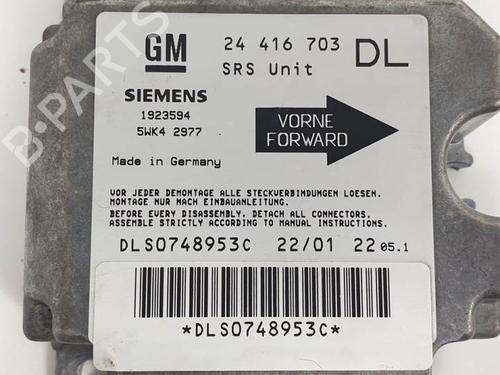 GM 24 416 703 DL
SRS Unit
SIEMENS
1923594
5WK4 2977
VORNE
FORWARD
Made in Germany
VOR JEDER DEMONTAGE ALLE STECKVERBINDUNGEN LOESEN.
MONTAGE NUR NACH EINBAUANLEITUNG.
BEFORE EVERY DISASSEMBLY, DETACH ALL CONNECTORS.
ASSEMBLE STRICTLY ACCORDING TO MANUAL INSTRUCTIONS.
DLS0748953C 22/01 22 05.1
*DLS0748953C*
B-PARTS